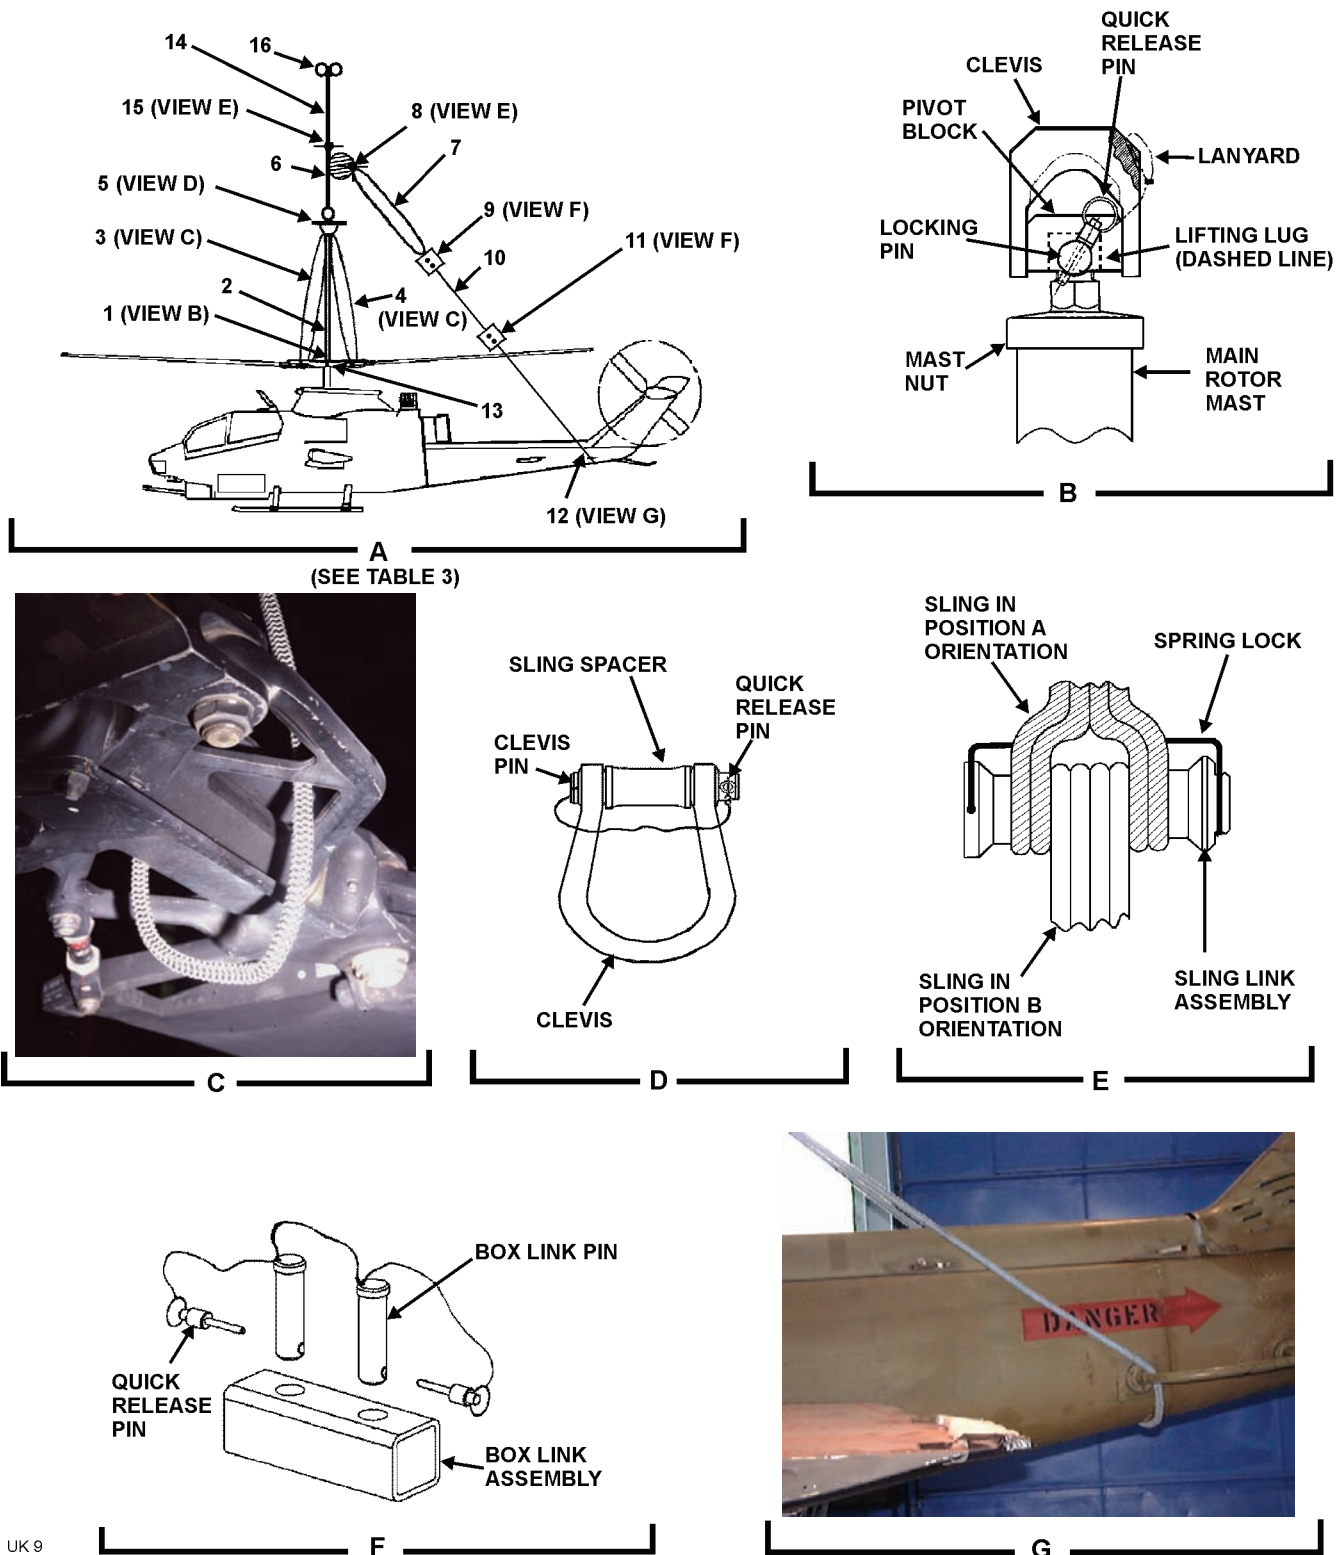 14
16
15 (VIEW E)
8 (VIEW E)
7
6
5 (VIEW D)
9 (VIEW F)
3 (VIEW C)
11 (VIEW F)
10
2
4
(VIEW C)
1 (VIEW B)
13
12 (VIEW G)
A
(SEE TABLE 3)
QUICK
RELEASE
PIN
CLEVIS
PIVOT
BLOCK
LANYARD
LOCKING
PIN
LIFTING LUG
(DASHED LINE)
MAST
NUT
MAIN
ROTOR
MAST
B
C
SLING SPACER
QUICK
RELEASE
PIN
CLEVIS
PIN
CLEVIS
D
SLING IN
POSITION A
ORIENTATION
SPRING LOCK
SLING IN
POSITION B
ORIENTATION
SLING LINK
ASSEMBLY
E
BOX LINK PIN
QUICK
RELEASE
PIN
BOX LINK
ASSEMBLY
F
DANGER
G
UK 9